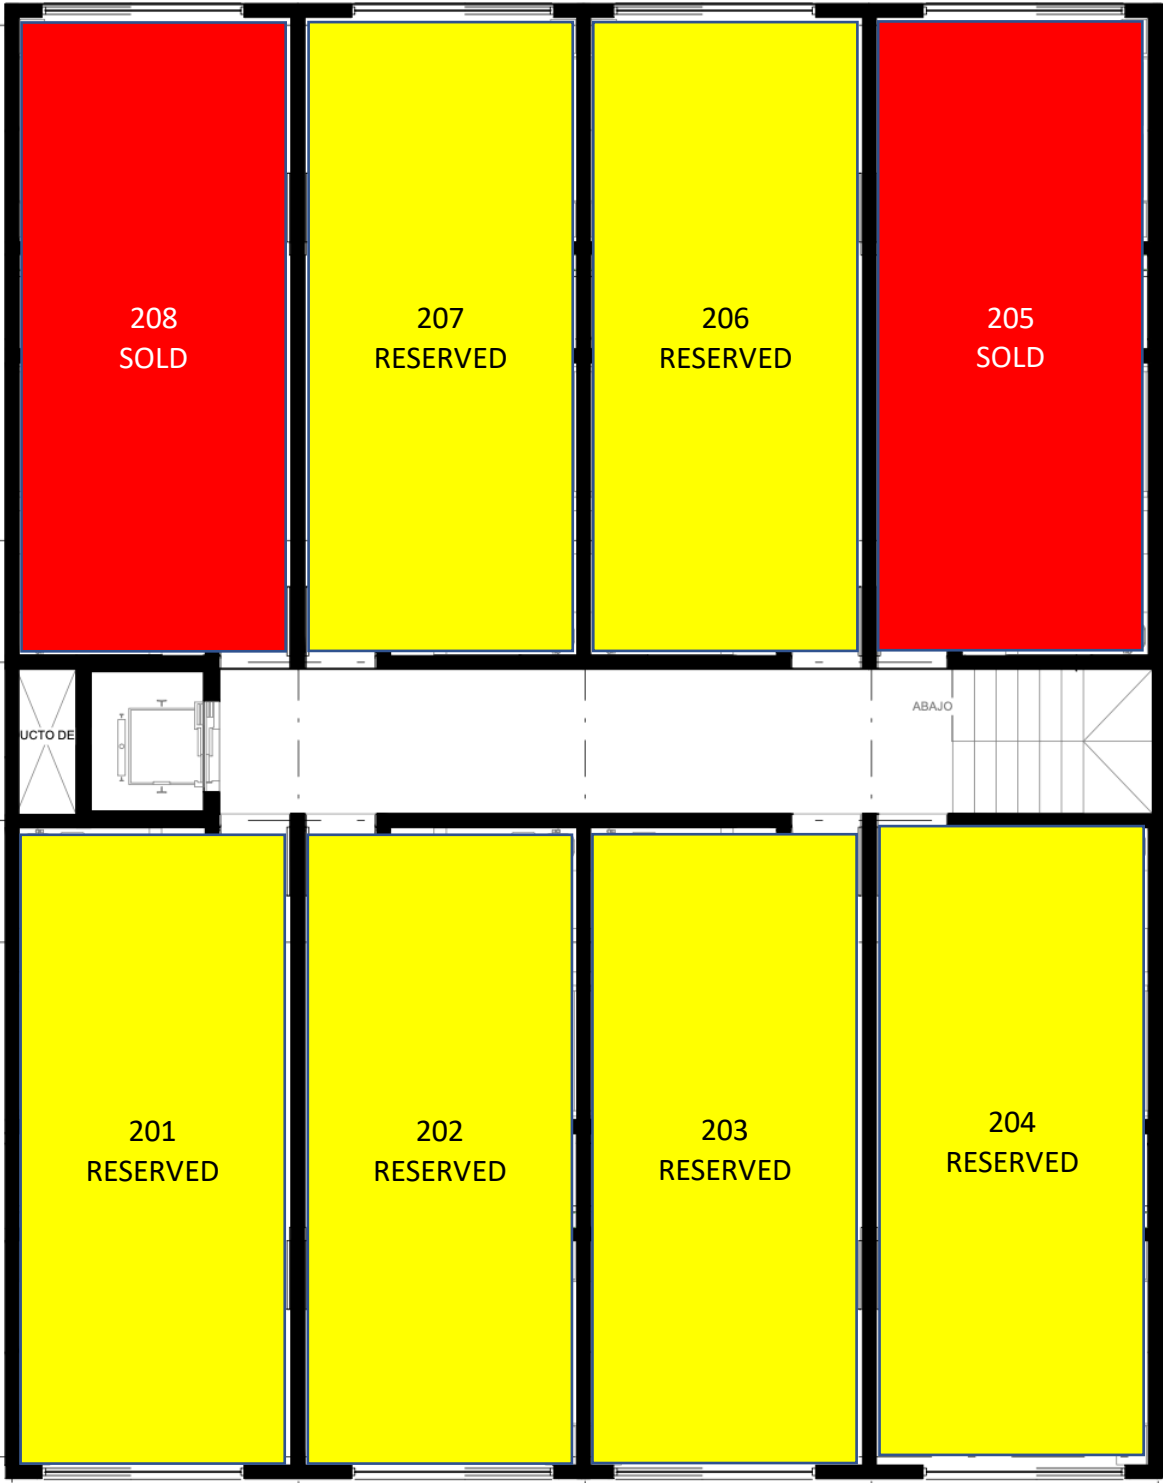 208
SOLD
207
RESERVED
206
RESERVED
205
SOLD
ABAJO
UCTO DE
201
RESERVED
202
RESERVED
203
RESERVED
204
RESERVED